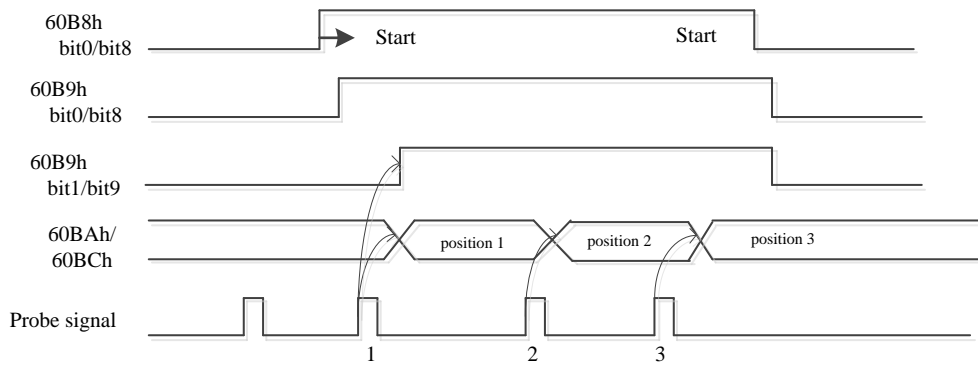 60B8h
bit0/bit8
Start
Start
60B9h
bit0/bit8
60B9h
bit1/bit9
60BAh/
60BCh
position 1
position 2
position 3
Probe signal
1
2
3